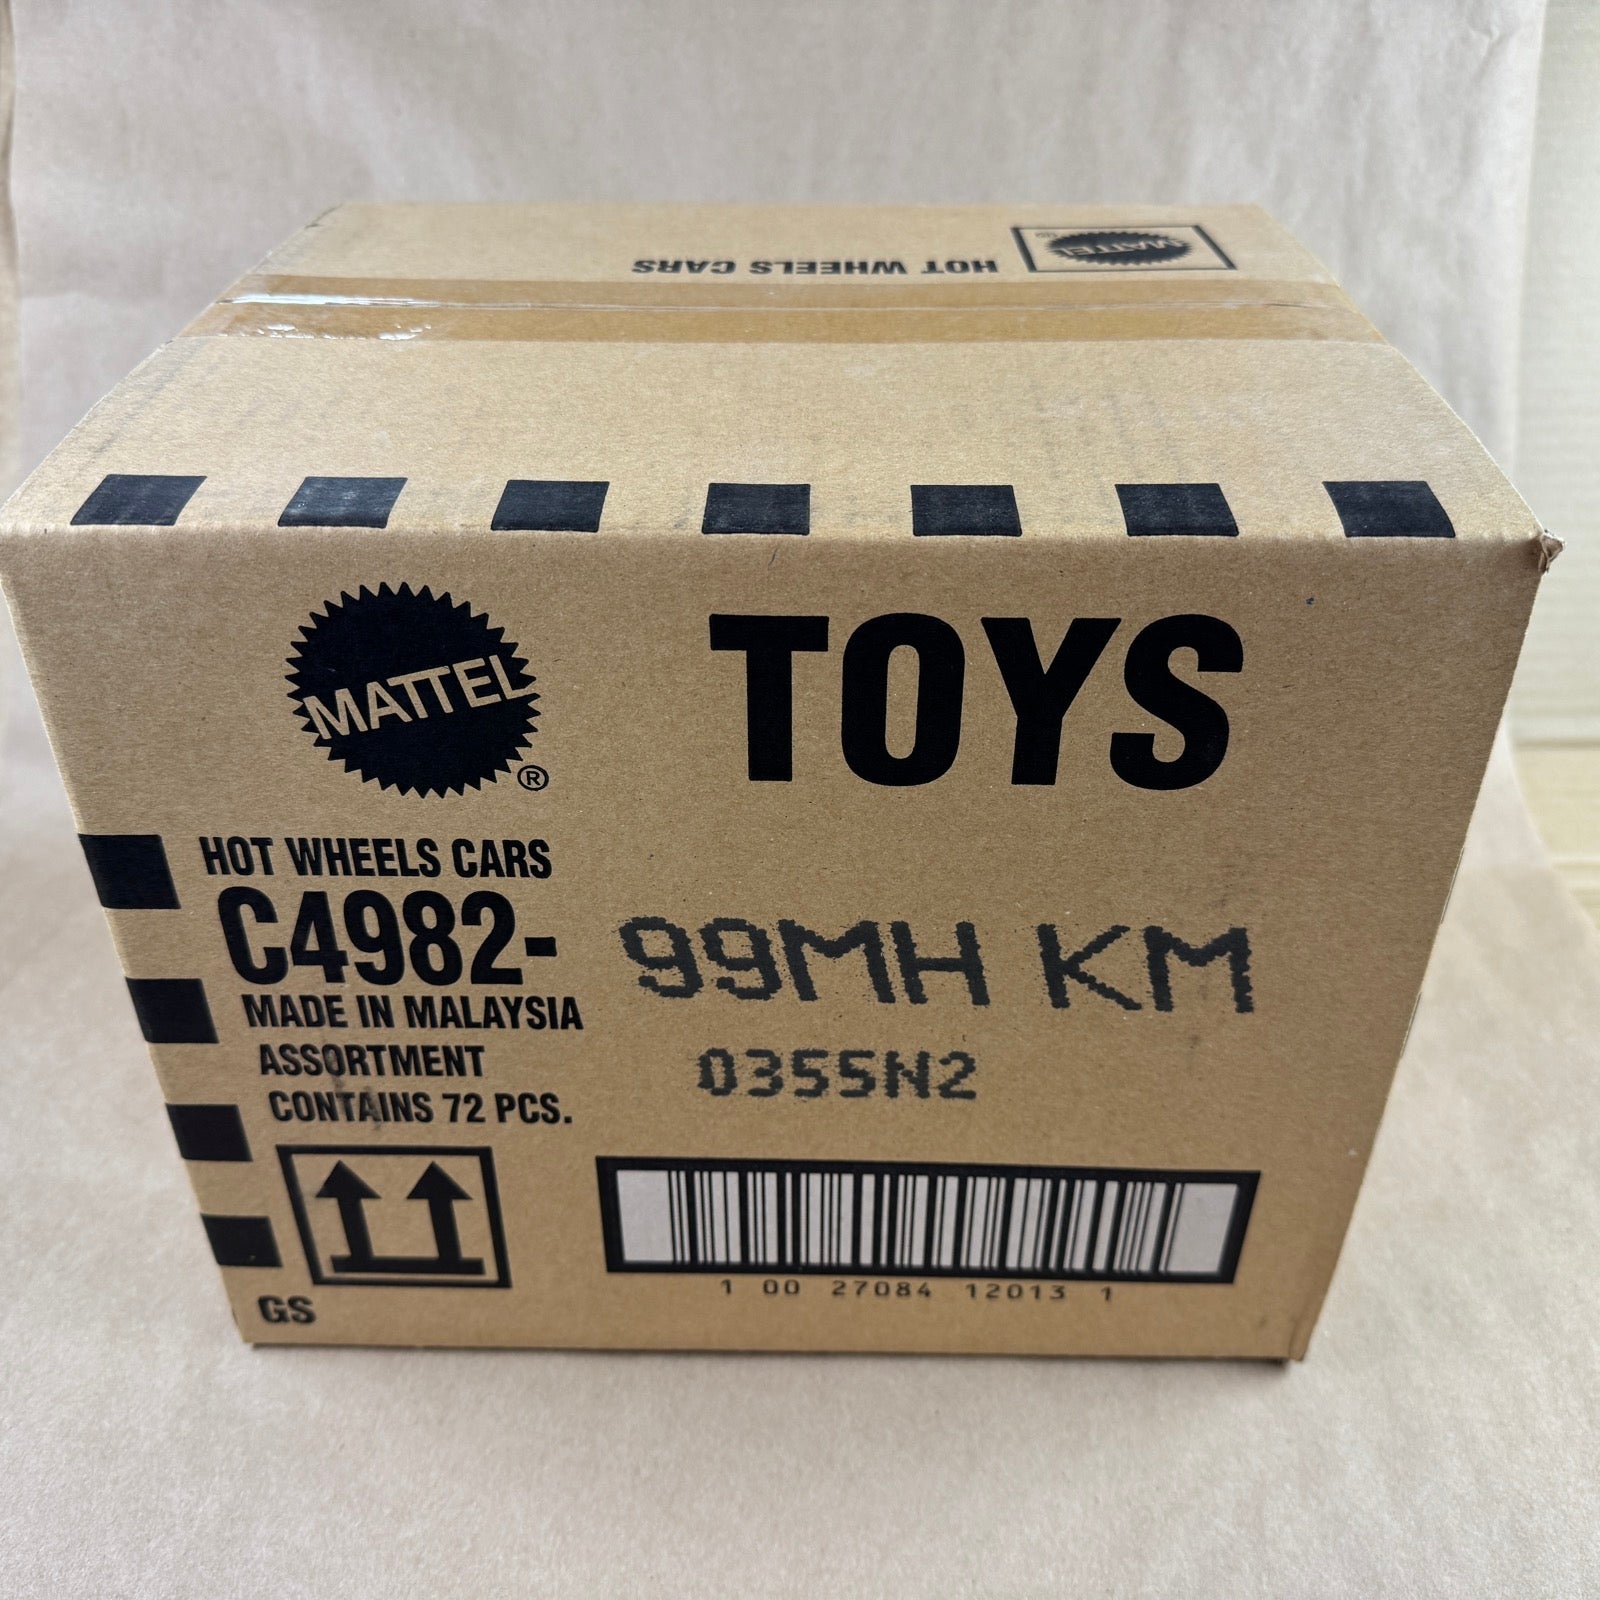 HOT WHEELS CARS
MATTEL
®
MATTEL
®
TOYS
HOT WHEELS CARS
C4982-
99MH KM
MADE IN MALAYSIA
ASSORTMENT
0355N2
CONTAINS 72 PCS.
1 00 27084 12013 1
GS